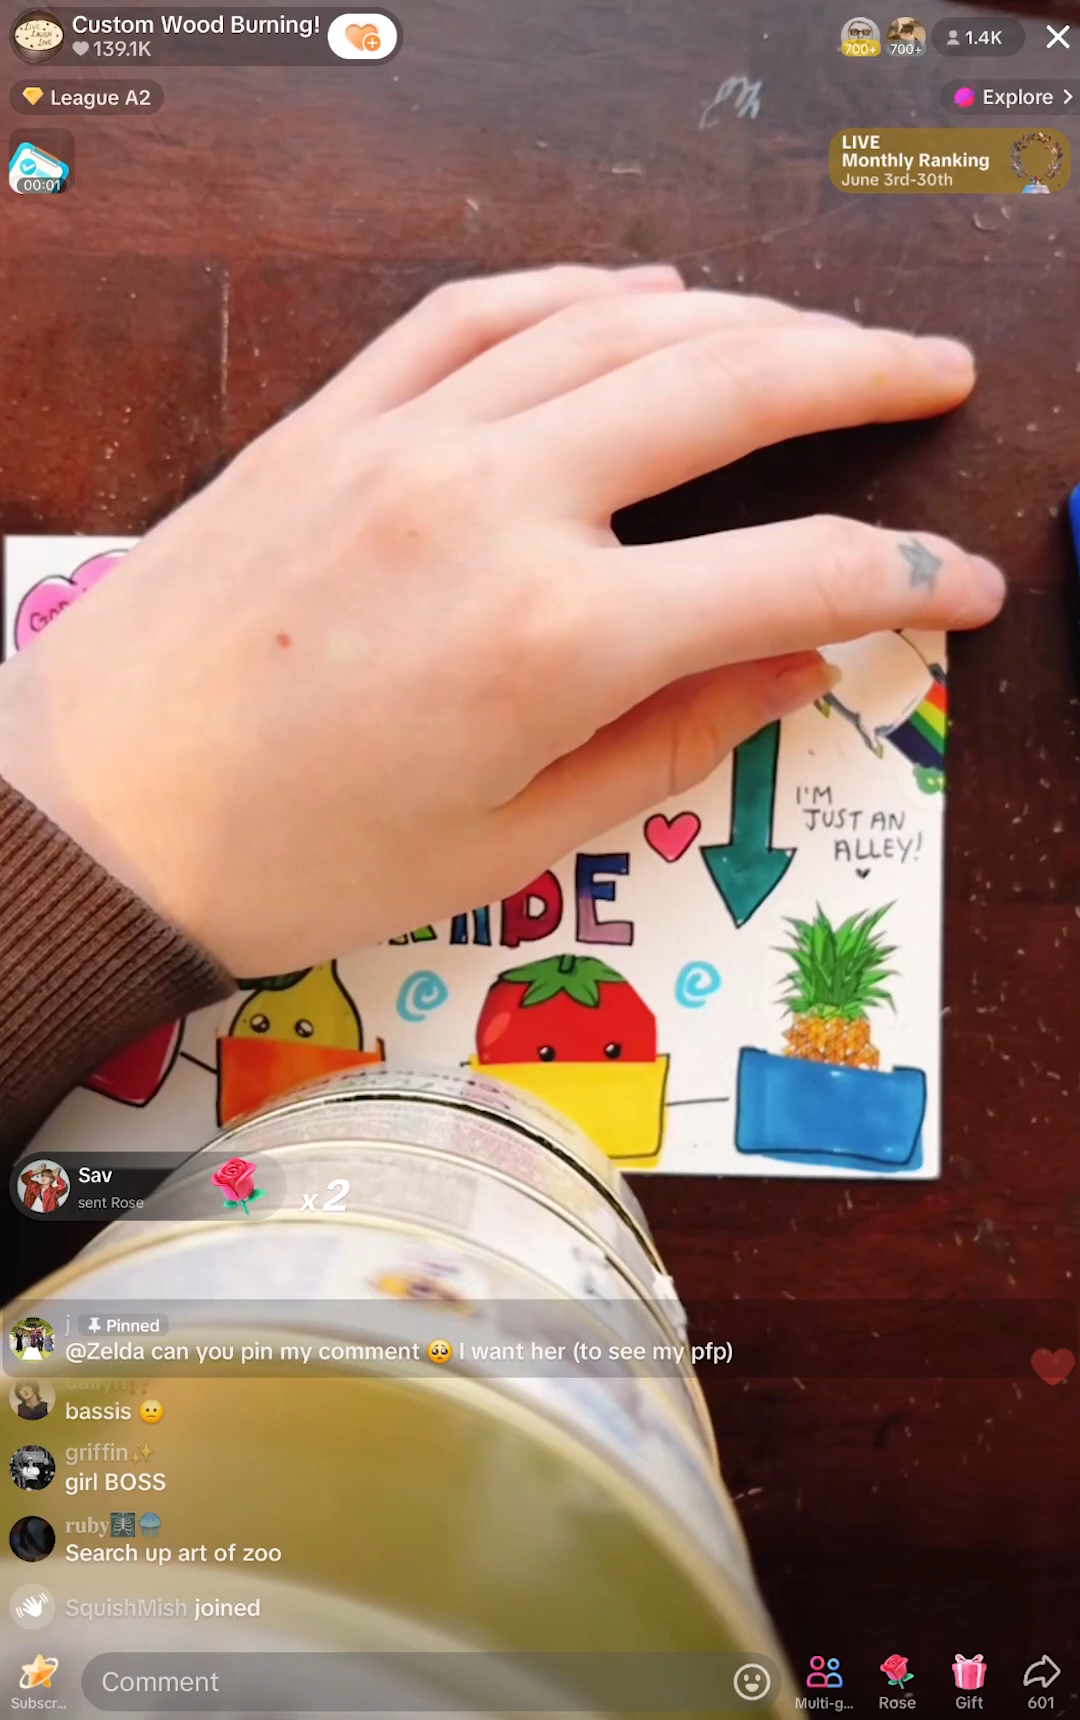 Custom Wood Burning!
139.1K
700+
700+
1.4K
League A2
Explore >
00:01
LIVE
Monthly Ranking
June 3rd-30th
I'M
JUST AN
ALLEY!
DE
Sav
sent Rose
x2
j Pinned
@Zelda can you pin my comment 🥺 I want her (to see my pfp)
bassis 🙁
griffin✨
girl BOSS
ruby🩻🌧️
Search up art of zoo
SquishMish joined
Subscr...
Comment
Multi-g...
Rose
Gift
601